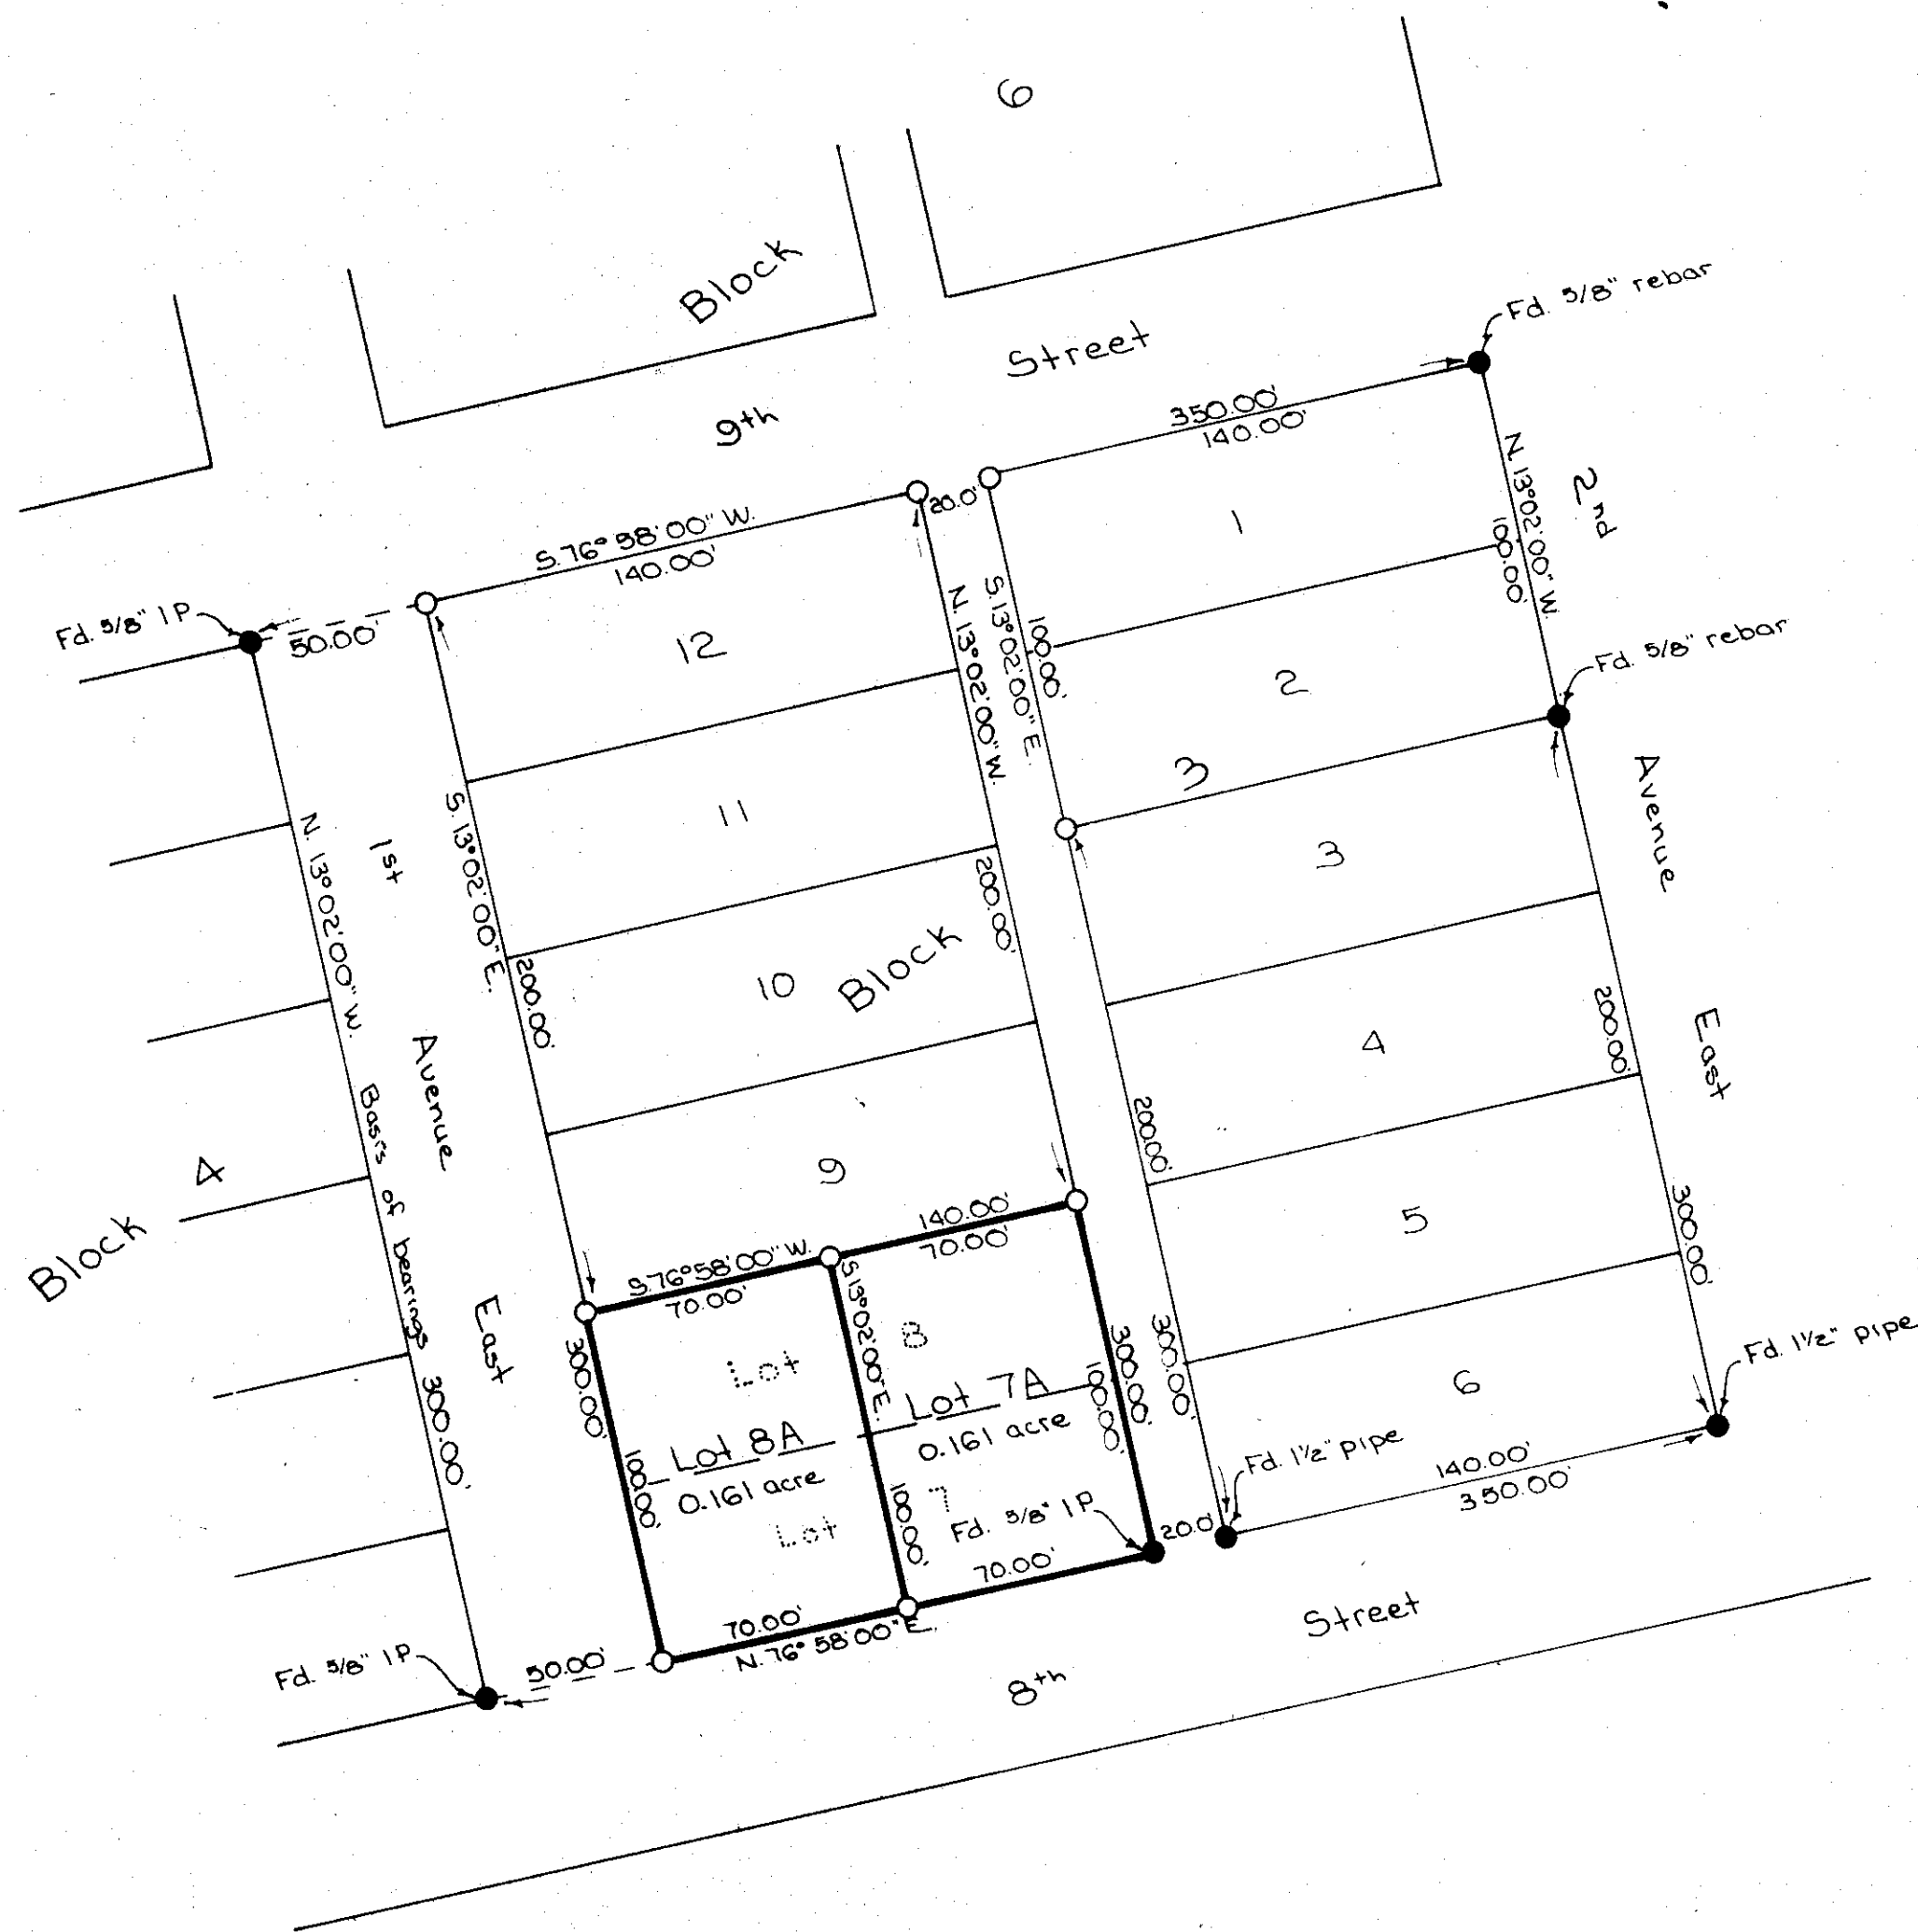 6
Block
Street
9th
Fd. 5/8" rebar
350.00'
140.00'
20.0'
S.76°58'00"W.
140.00'
1
N.13°02'00"W.
100.00'
2nd
Fd. 5/8" IP
50.00'
12
N.13°02'00"W.
S.13°02'00"E.
100.00'
2
Fd. 5/8" rebar
3
11
200.00'
3
Avenue
N. 13°02'00"W.
1st
S. 13°02'00"E.
200.00'
10
Block
4
200.00'
East
Basis of bearings 300.00'
Avenue
4
Block
9
200.00'
5
300.00'
140.00'
70.00'
S.76°58'00"W.
70.00'
S.13°02'00"E.
8
Lot
East
300.00'
100.00'
Lot 8A
0.161 acre
Lot
Lot 7A
0.161 acre
7
100.00'
300.00'
100.00'
300.00'
6
Fd. 1½" pipe
Fd. 1½" pipe
140.00'
350.00'
Fd. 5/8" IP
20.0'
70.00'
70.00'
N.76°58'00"E.
Fd. 5/8" IP
50.00'
Street
8th